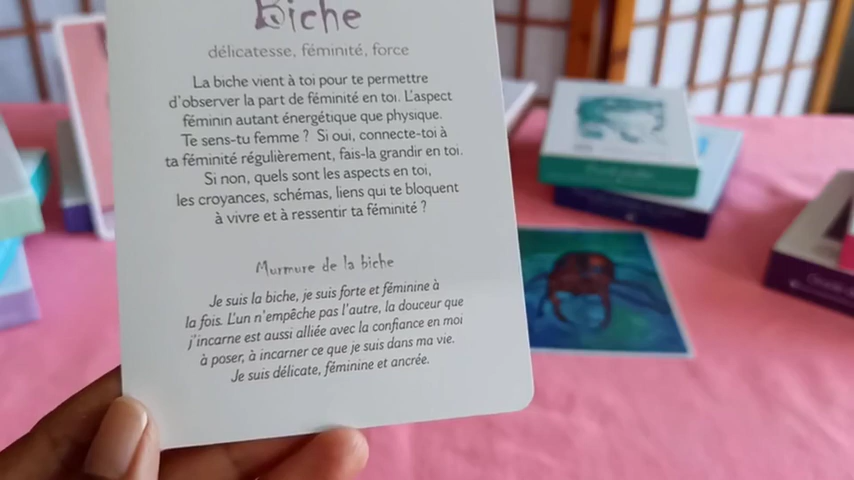 Biche
délicatesse, féminité, force
La biche vient à toi pour te permettre
d'observer la part de féminité en toi. L'aspect
féminin autant énergétique que physique.
Te sens-tu femme ? Si oui, connecte-toi à
ta féminité régulièrement, fais-la grandir en toi.
Si non, quels sont les aspects en toi,
les croyances, schémas, liens qui te bloquent
à vivre et à ressentir ta féminité ?
Murmure de la biche
Je suis la biche, je suis forte et féminine à
la fois. L'un n'empêche pas l'autre, la douceur que
j'incarne est aussi alliée avec la confiance en moi
à poser, à incarner ce que je suis dans ma vie.
Je suis délicate, féminine et ancrée.